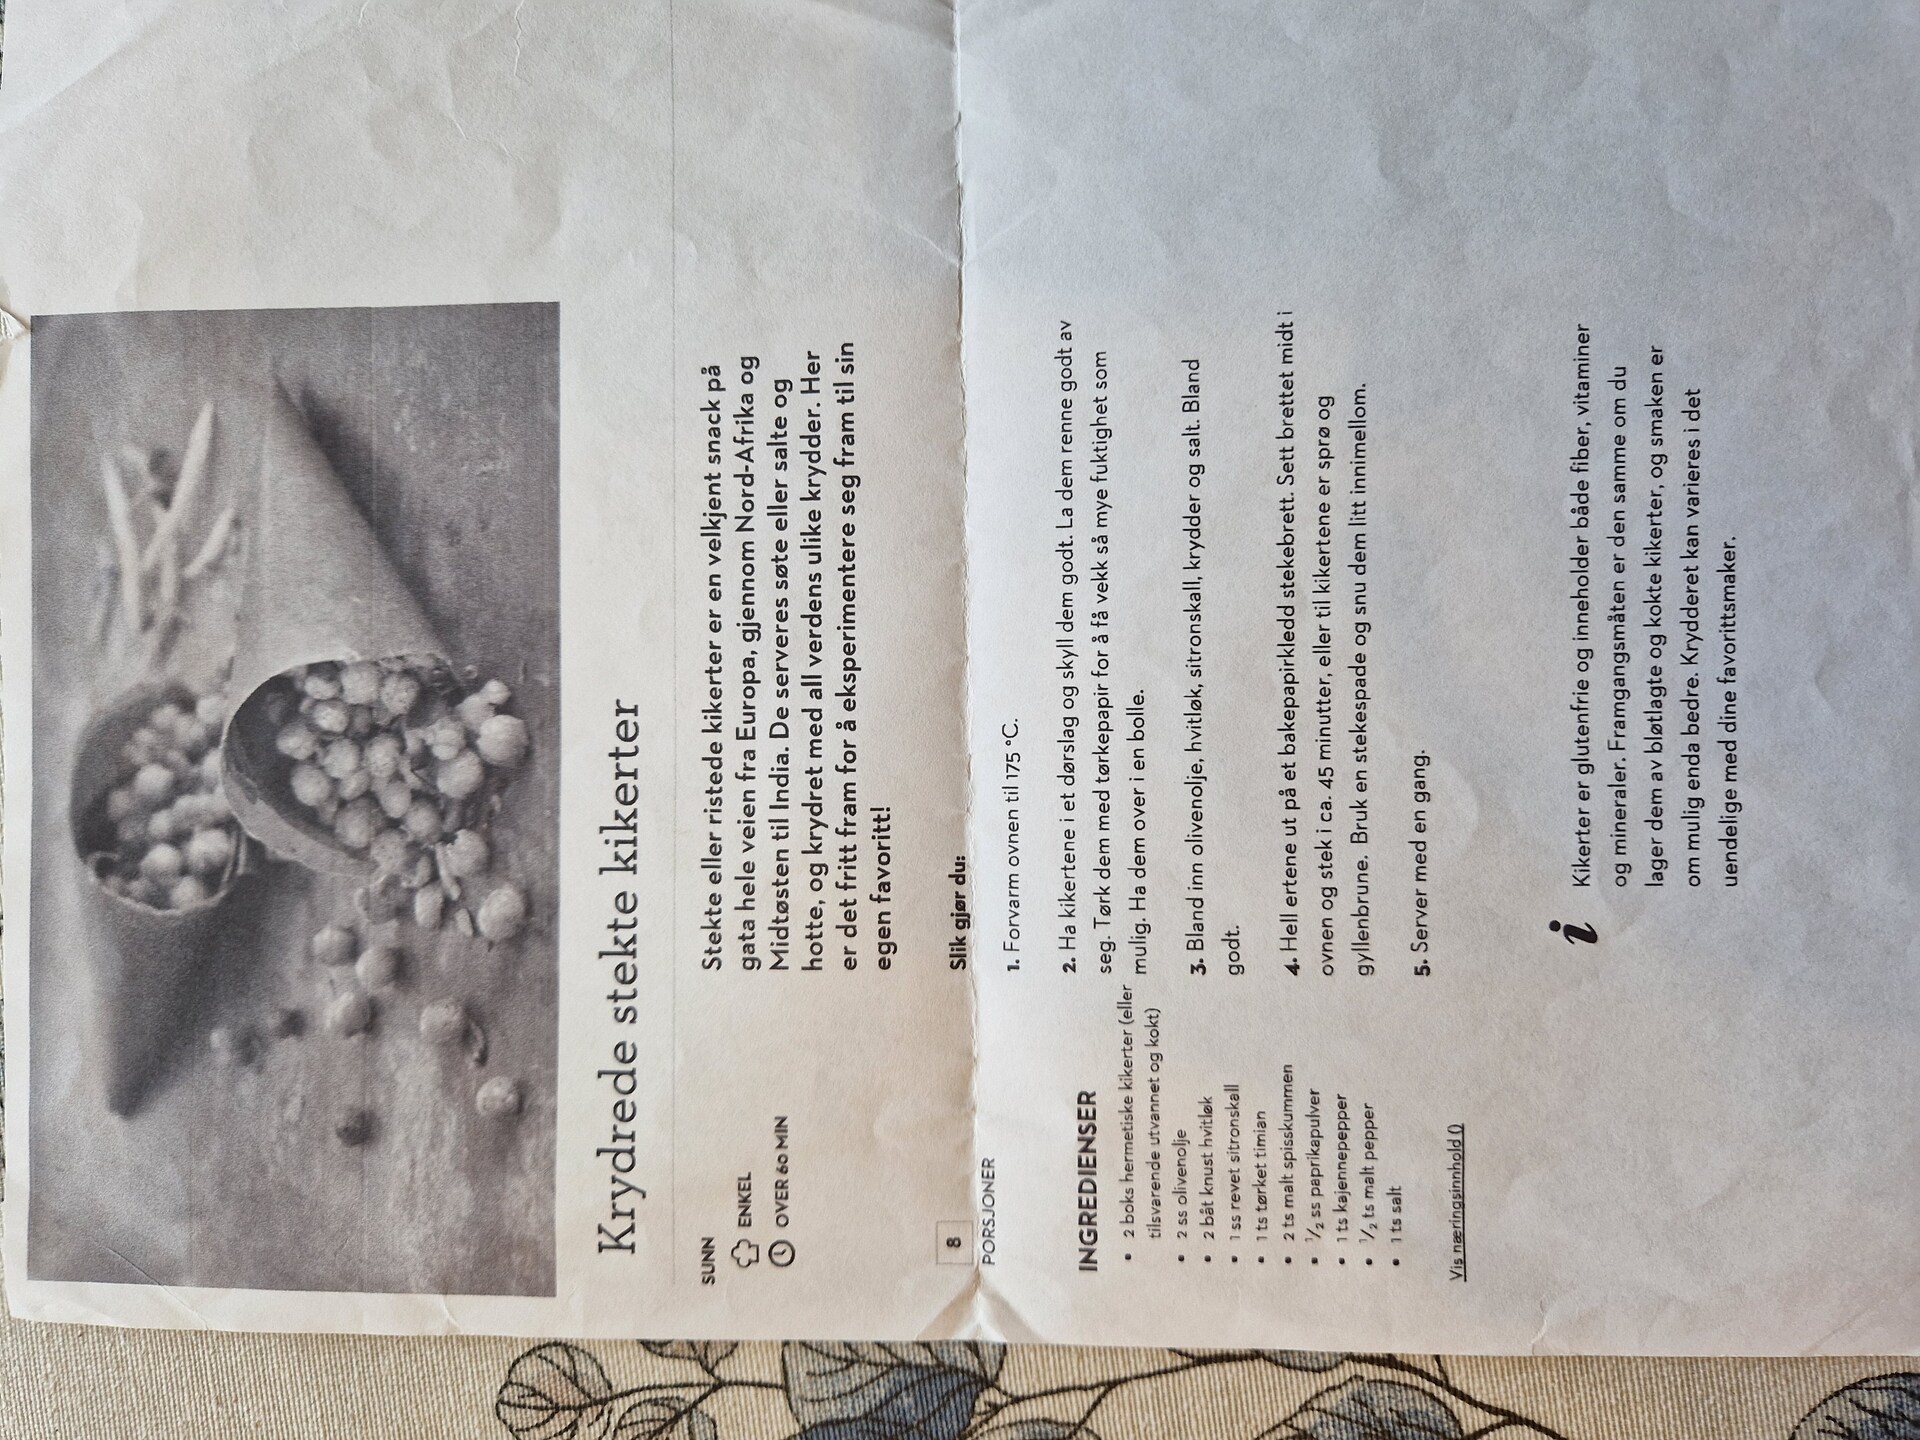 Krydrede stekte kikerter
SUNN
ENKEL
OVER 60 MIN
Stekte eller ristede kikerter er en velkjent snack på
gata hele veien fra Europa, gjennom Nord-Afrika og
Midtøsten til India. De serveres søte eller salte og
hotte, og krydret med all verdens ulike krydder. Her
er det fritt fram for å eksperimentere seg fram til sin
egen favoritt!
8
PORSJONER
INGREDIENSER
• 2 boks hermetiske kikerter (eller
tilsvarende utvannet og kokt)
• 2 ss olivenolje
• 2 båt knust hvitløk
• 1 ss revet sitronskall
• 1 ts tørket timian
• 2 ts malt spisskummen
• 1/2 ss paprikapulver
• 1 ts kajennepepper
• 1/2 ts malt pepper
• 1 ts salt
Vis næringsinnhold ()
Slik gjør du:
1. Forvarm ovnen til 175 °C.
2. Ha kikertene i et dørslag og skyll dem godt. La dem renne godt av
seg. Tørk dem med tørkepapir for å få vekk så mye fuktighet som
mulig. Ha dem over i en bolle.
3. Bland inn olivenolje, hvitløk, sitronskall, krydder og salt. Bland
godt.
4. Hell ertene ut på et bakepapirkledd stekebrett. Sett brettet midt i
ovnen og stek i ca. 45 minutter, eller til kikertene er sprø og
gyllenbrune. Bruk en stekespade og snu dem litt innimellom.
5. Server med en gang.
i
Kikerter er glutenfrie og inneholder både fiber, vitaminer
og mineraler. Framgangsmåten er den samme om du
lager dem av bløtlagte og kokte kikerter, og smaken er
om mulig enda bedre. Krydderet kan varieres i det
uendelige med dine favorittsmaker.